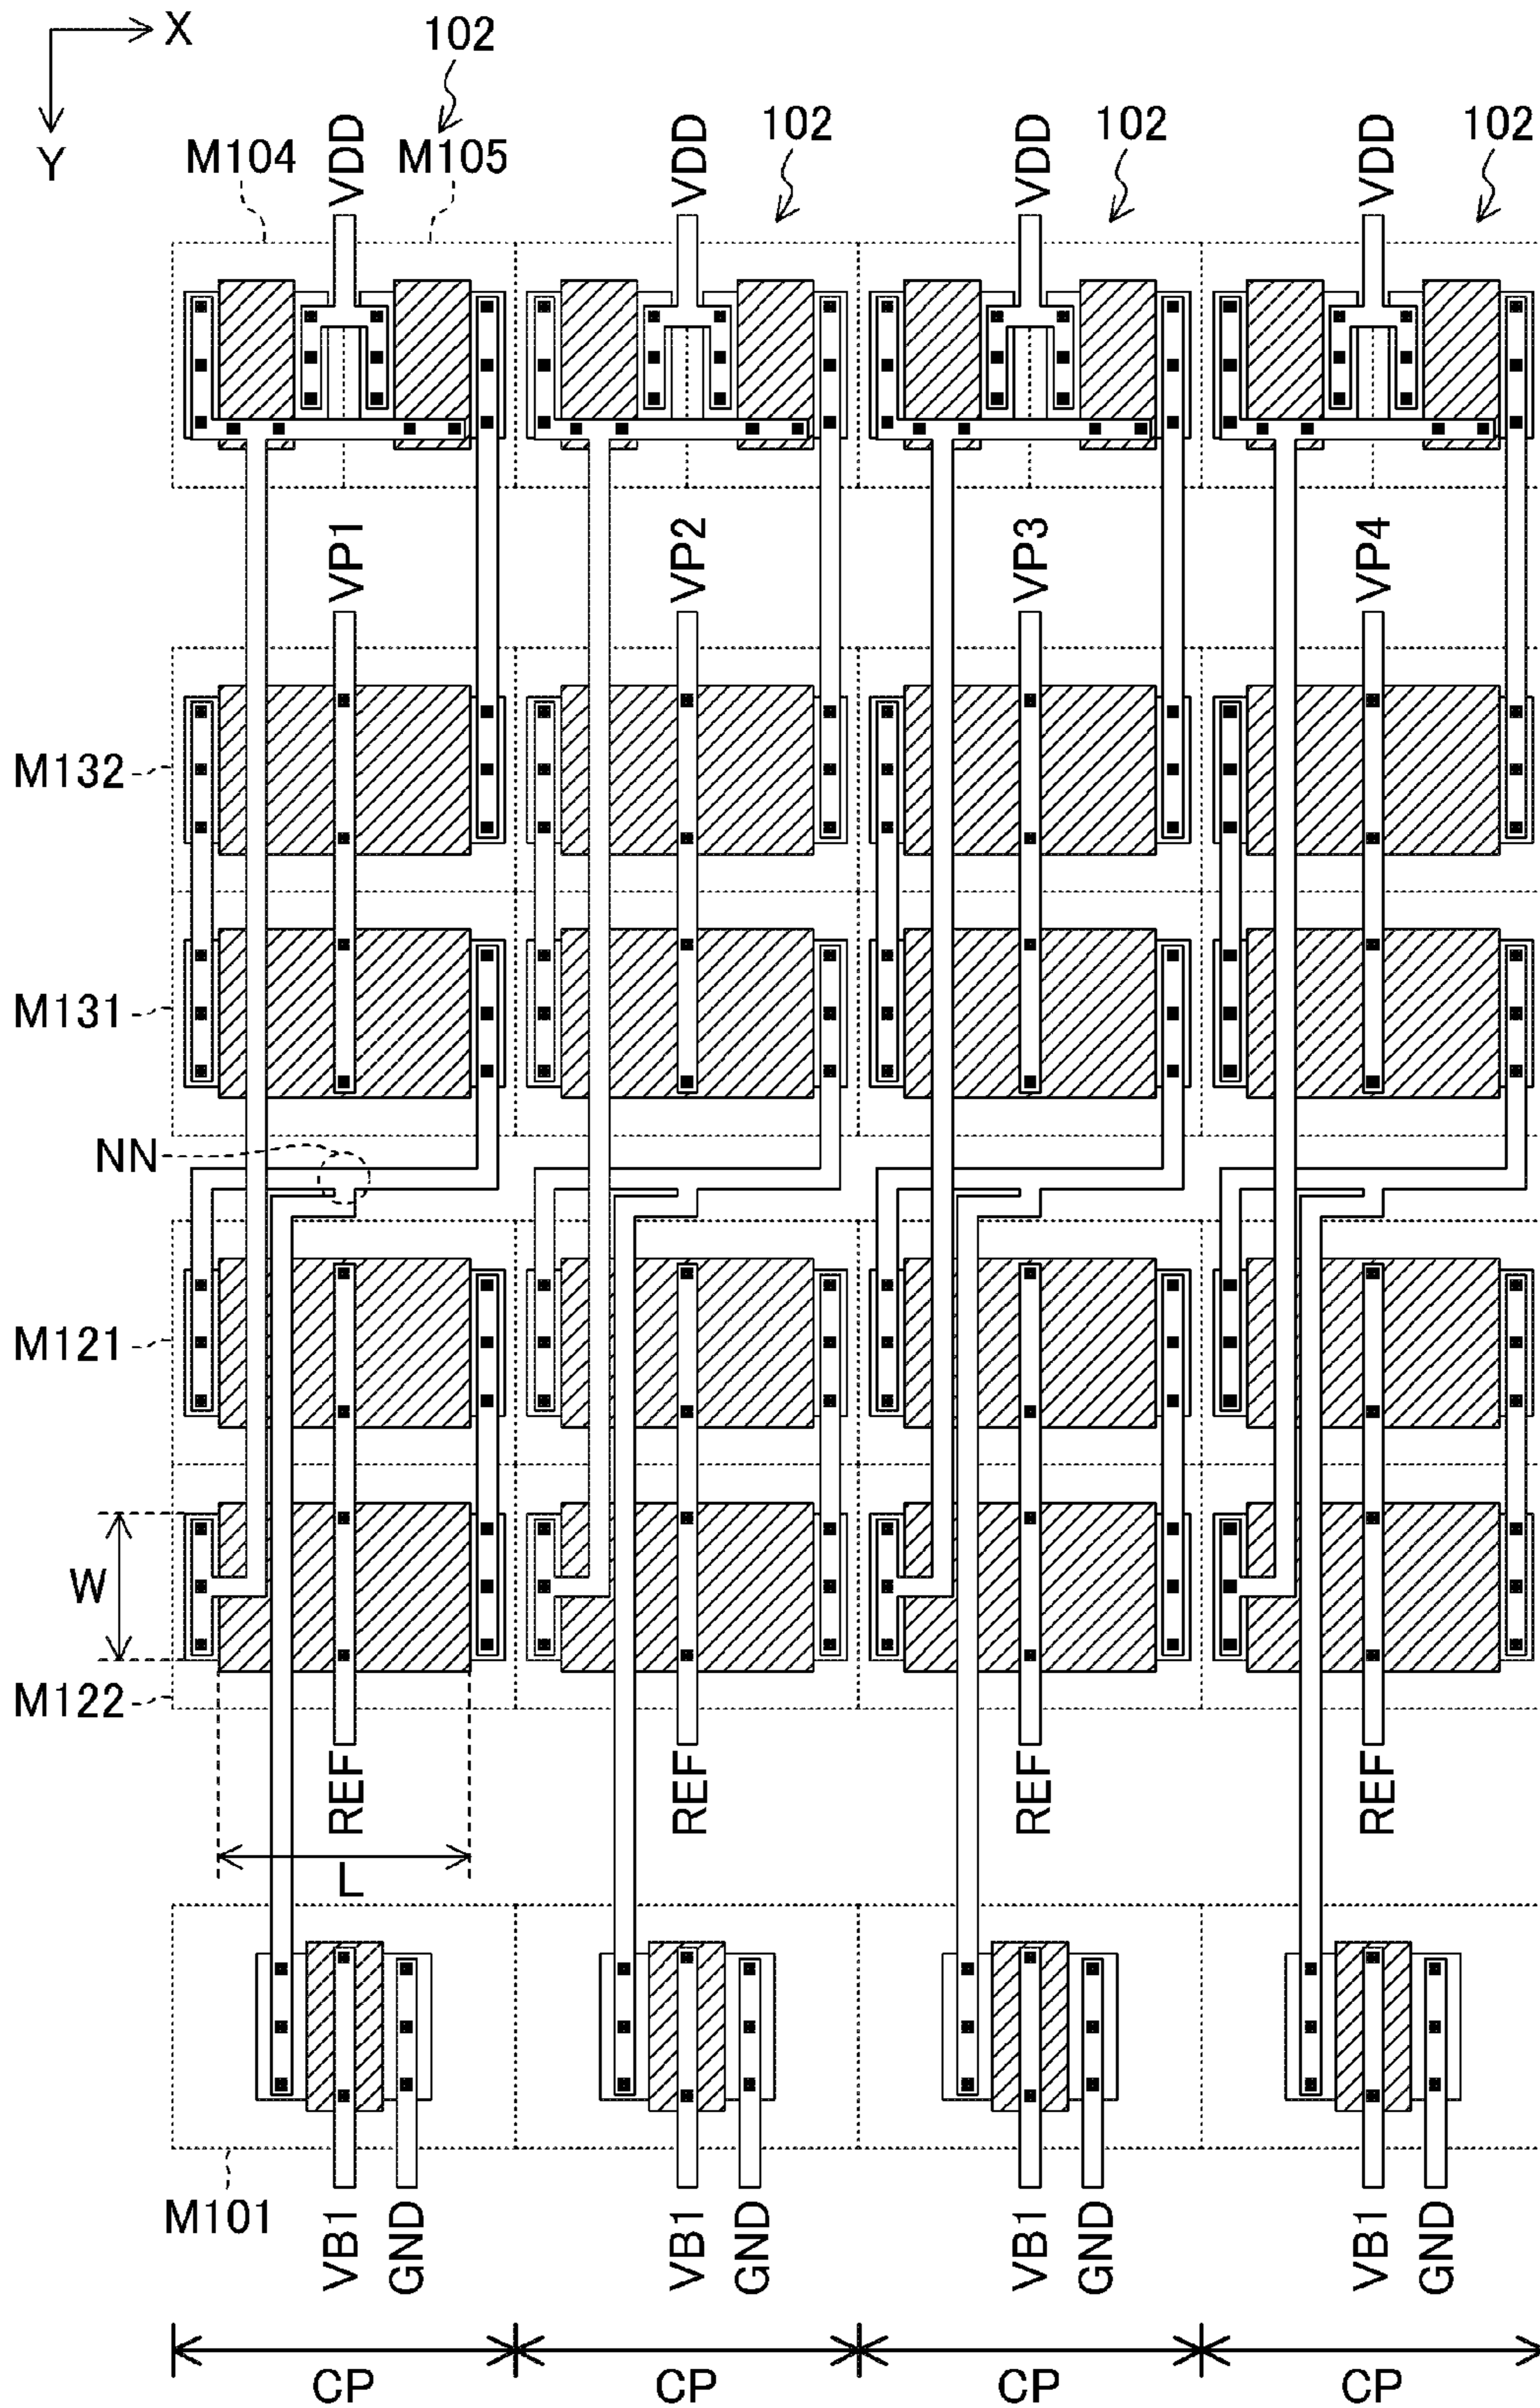 X
102
Y
M104
VDD
M105
VDD
102
VDD
102
VDD
102
VP1
VP2
VP3
VP4
M132
M131
NN
M121
W
M122
REF
REF
REF
REF
L
M101
VB1
GND
VB1
GND
VB1
GND
VB1
GND
CP
CP
CP
CP